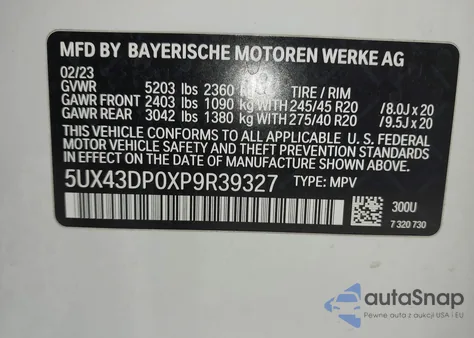 MFD BY BAYERISCHE MOTOREN WERKE AG
02/23
GVWR 5203 lbs 2360 TIRE / RIM
GAWR FRONT 2403 lbs 1090 kg WITH 245/45 R20 /8.0J x 20
GAWR REAR 3042 lbs 1380 kg WITH 275/40 R20 /9.5J x 20
THIS VEHICLE CONFORMS TO ALL APPLICABLE U.S. FEDERAL
MOTOR VEHICLE SAFETY AND THEFT PREVENTION STANDARDS
IN EFFECT ON THE DATE OF MANUFACTURE SHOWN ABOVE.
5UX43DP0XP9R39327 TYPE: MPV
300U
7 320 730
autoSnap
Pewne auta z aukcji USA i EU